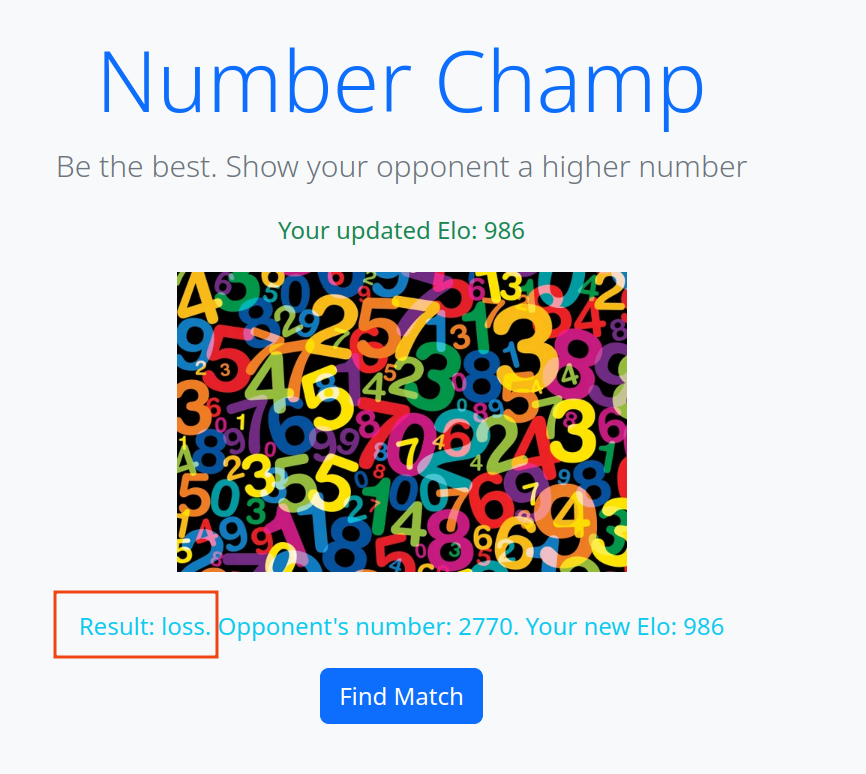 Number Champ
Be the best. Show your opponent a higher number
Your updated Elo: 986
Result: loss. Opponent's number: 2770. Your new Elo: 986
Find Match